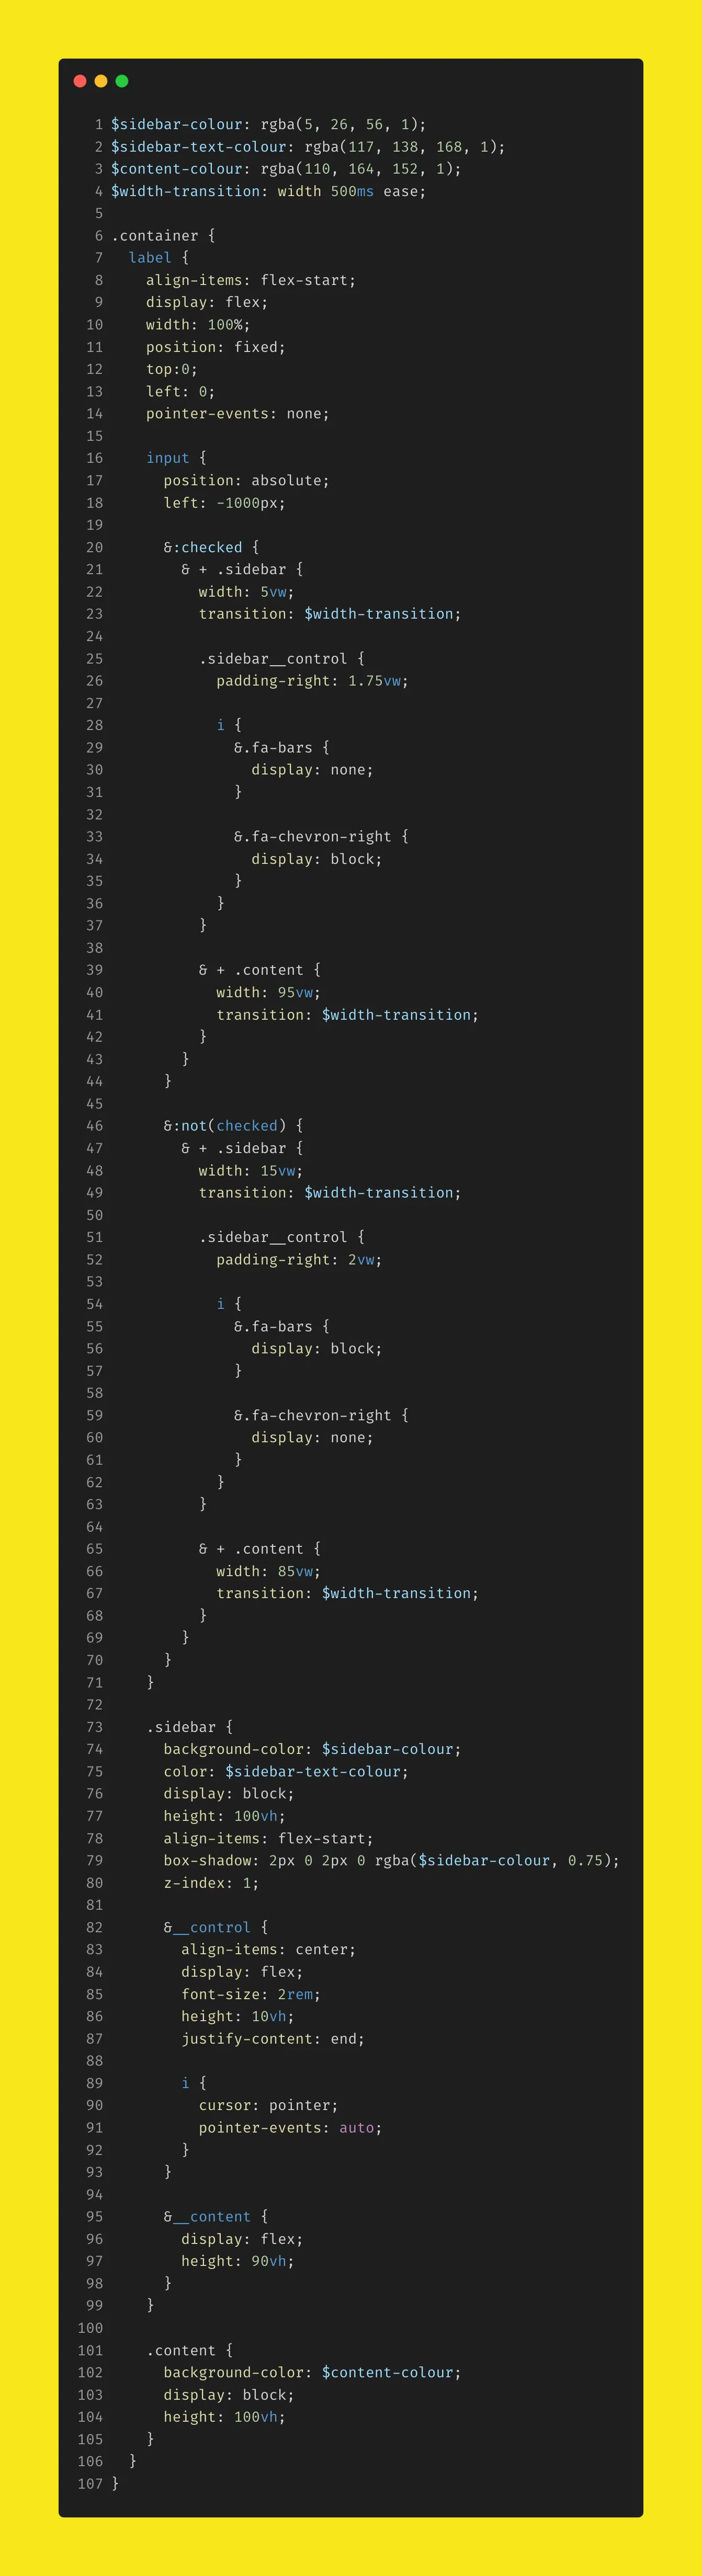 1 $sidebar-colour: rgba(5, 26, 56, 1);
2 $sidebar-text-colour: rgba(117, 138, 168, 1);
3 $content-colour: rgba(110, 164, 152, 1);
4 $width-transition: width 500ms ease;
5
6 .container {
7   label {
8     align-items: flex-start;
9     display: flex;
10     width: 100%;
11     position: fixed;
12     top:0;
13     left: 0;
14     pointer-events: none;
15
16     input {
17       position: absolute;
18       left: -1000px;
19
20       &:checked {
21         & + .sidebar {
22           width: 5vw;
23           transition: $width-transition;
24
25           .sidebar__control {
26             padding-right: 1.75vw;
27
28             i {
29               &.fa-bars {
30                 display: none;
31               }
32
33               &.fa-chevron-right {
34                 display: block;
35               }
36             }
37           }
38
39           & + .content {
40             width: 95vw;
41             transition: $width-transition;
42           }
43         }
44       }
45
46       &:not(checked) {
47         & + .sidebar {
48           width: 15vw;
49           transition: $width-transition;
50
51           .sidebar__control {
52             padding-right: 2vw;
53
54             i {
55               &.fa-bars {
56                 display: block;
57               }
58
59               &.fa-chevron-right {
60                 display: none;
61               }
62             }
63           }
64
65           & + .content {
66             width: 85vw;
67             transition: $width-transition;
68           }
69         }
70       }
71     }
72
73     .sidebar {
74       background-color: $sidebar-colour;
75       color: $sidebar-text-colour;
76       display: block;
77       height: 100vh;
78       align-items: flex-start;
79       box-shadow: 2px 0 2px 0 rgba($sidebar-colour, 0.75);
80       z-index: 1;
81
82       &__control {
83         align-items: center;
84         display: flex;
85         font-size: 2rem;
86         height: 10vh;
87         justify-content: end;
88
89         i {
90           cursor: pointer;
91           pointer-events: auto;
92         }
93       }
94
95       &__content {
96         display: flex;
97         height: 90vh;
98       }
99     }
100
101     .content {
102       background-color: $content-colour;
103       display: block;
104       height: 100vh;
105     }
106   }
107 }